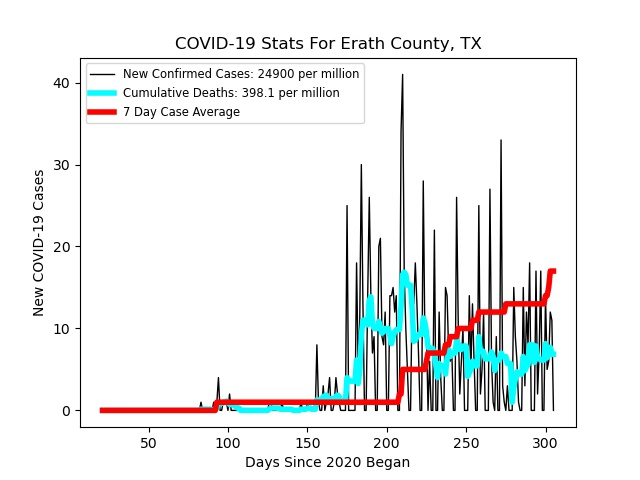 COVID-19 Stats For Erath County, TX
New Confirmed Cases: 24900 per million
Cumulative Deaths: 398.1 per million
7 Day Case Average
New COVID-19 Cases
40
30
20
10
0
50 100 150 200 250 300
Days Since 2020 Began